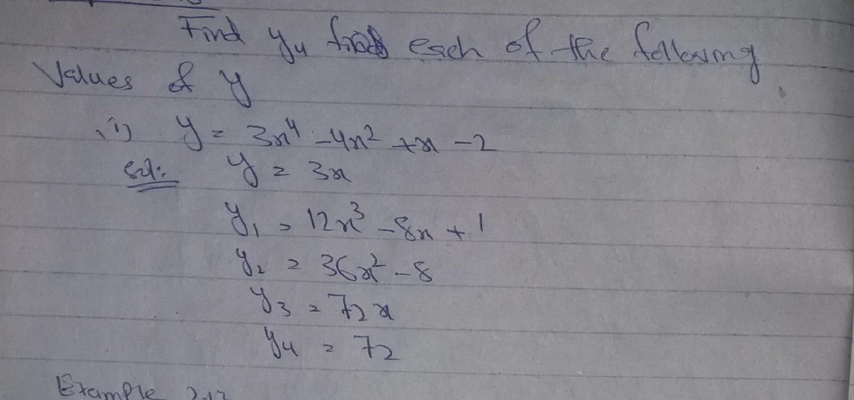 Find y₄ from each of the following
Values of y
(i) y = 3x⁴ - 4x² + x - 2
Sol: y = 3x
y₁ = 12x³ - 8x + 1
y₂ = 36x² - 8
y₃ = 72x
y₄ = 72
Example